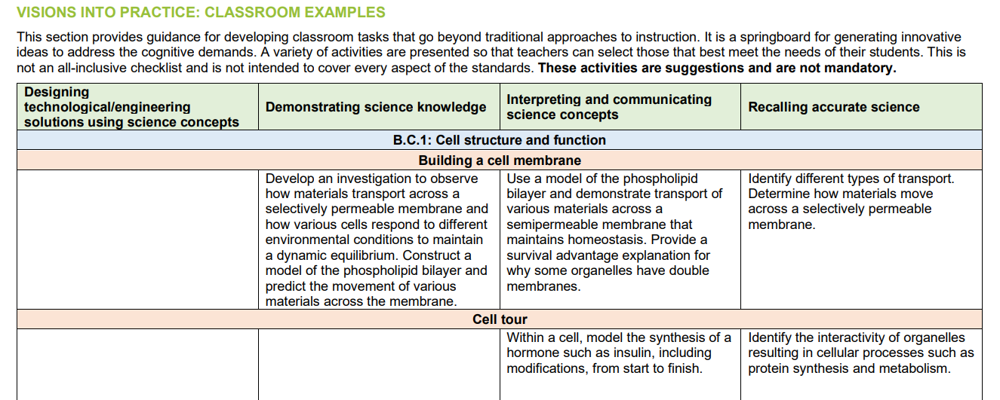 VISIONS INTO PRACTICE: CLASSROOM EXAMPLES
This section provides guidance for developing classroom tasks that go beyond traditional approaches to instruction. It is a springboard for generating innovative
ideas to address the cognitive demands. A variety of activities are presented so that teachers can select those that best meet the needs of their students. This is
not an all-inclusive checklist and is not intended to cover every aspect of the standards. These activities are suggestions and are not mandatory.
Designing
technological/engineering
solutions using science concepts
Demonstrating science knowledge
Interpreting and communicating
science concepts
Recalling accurate science
B.C.1: Cell structure and function
Building a cell membrane
Develop an investigation to observe
how materials transport across a
selectively permeable membrane and
how various cells respond to different
environmental conditions to maintain
a dynamic equilibrium. Construct a
model of the phospholipid bilayer and
predict the movement of various
materials across the membrane.
Use a model of the phospholipid
bilayer and demonstrate transport of
various materials across a
semipermeable membrane that
maintains homeostasis. Provide a
survival advantage explanation for
why some organelles have double
membranes.
Identify different types of transport.
Determine how materials move
across a selectively permeable
membrane.
Cell tour
Within a cell, model the synthesis of a
hormone such as insulin, including
modifications, from start to finish.
Identify the interactivity of organelles
resulting in cellular processes such as
protein synthesis and metabolism.